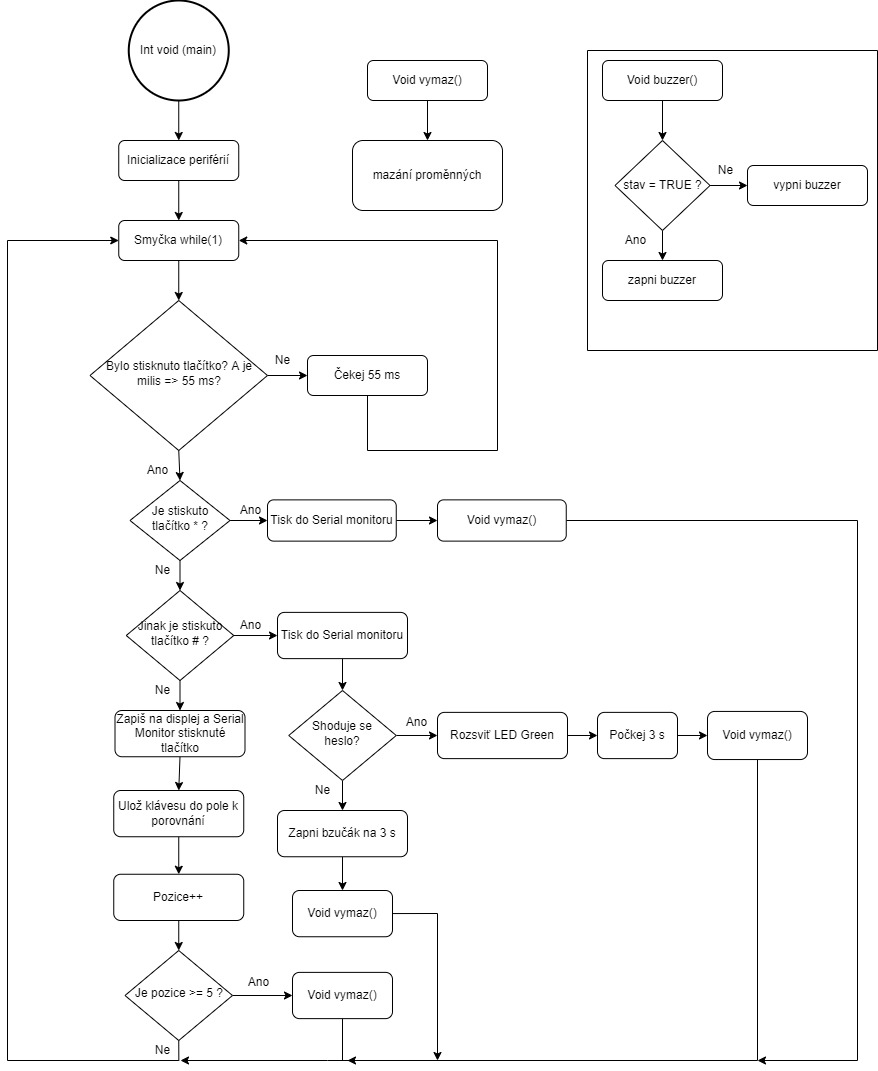 Int void (main)
Inicializace periférií
Smyčka while(1)
Bylo stisknuto tlačítko? A je
milis => 55 ms?
Ne
Čekej 55 ms
Ano
Je stiskuto
tlačítko * ?
Ano
Tisk do Serial monitoru
Void vymaz()
Ne
Jinak je stiskuto
tlačítko # ?
Ano
Tisk do Serial monitoru
Ne
Shoduje se
heslo?
Ano
Rozsviť LED Green
Počkej 3 s
Void vymaz()
Ne
Zapni bzučák na 3 s
Void vymaz()
Zapiš na displej a Serial
Monitor stisknuté
tlačítko
Ulož klávesu do pole k
porovnání
Pozice++
Je pozice >= 5 ?
Ano
Void vymaz()
Ne
Void vymaz()
mazání proměnných
Void buzzer()
stav = TRUE ?
Ne
vypni buzzer
Ano
zapni buzzer